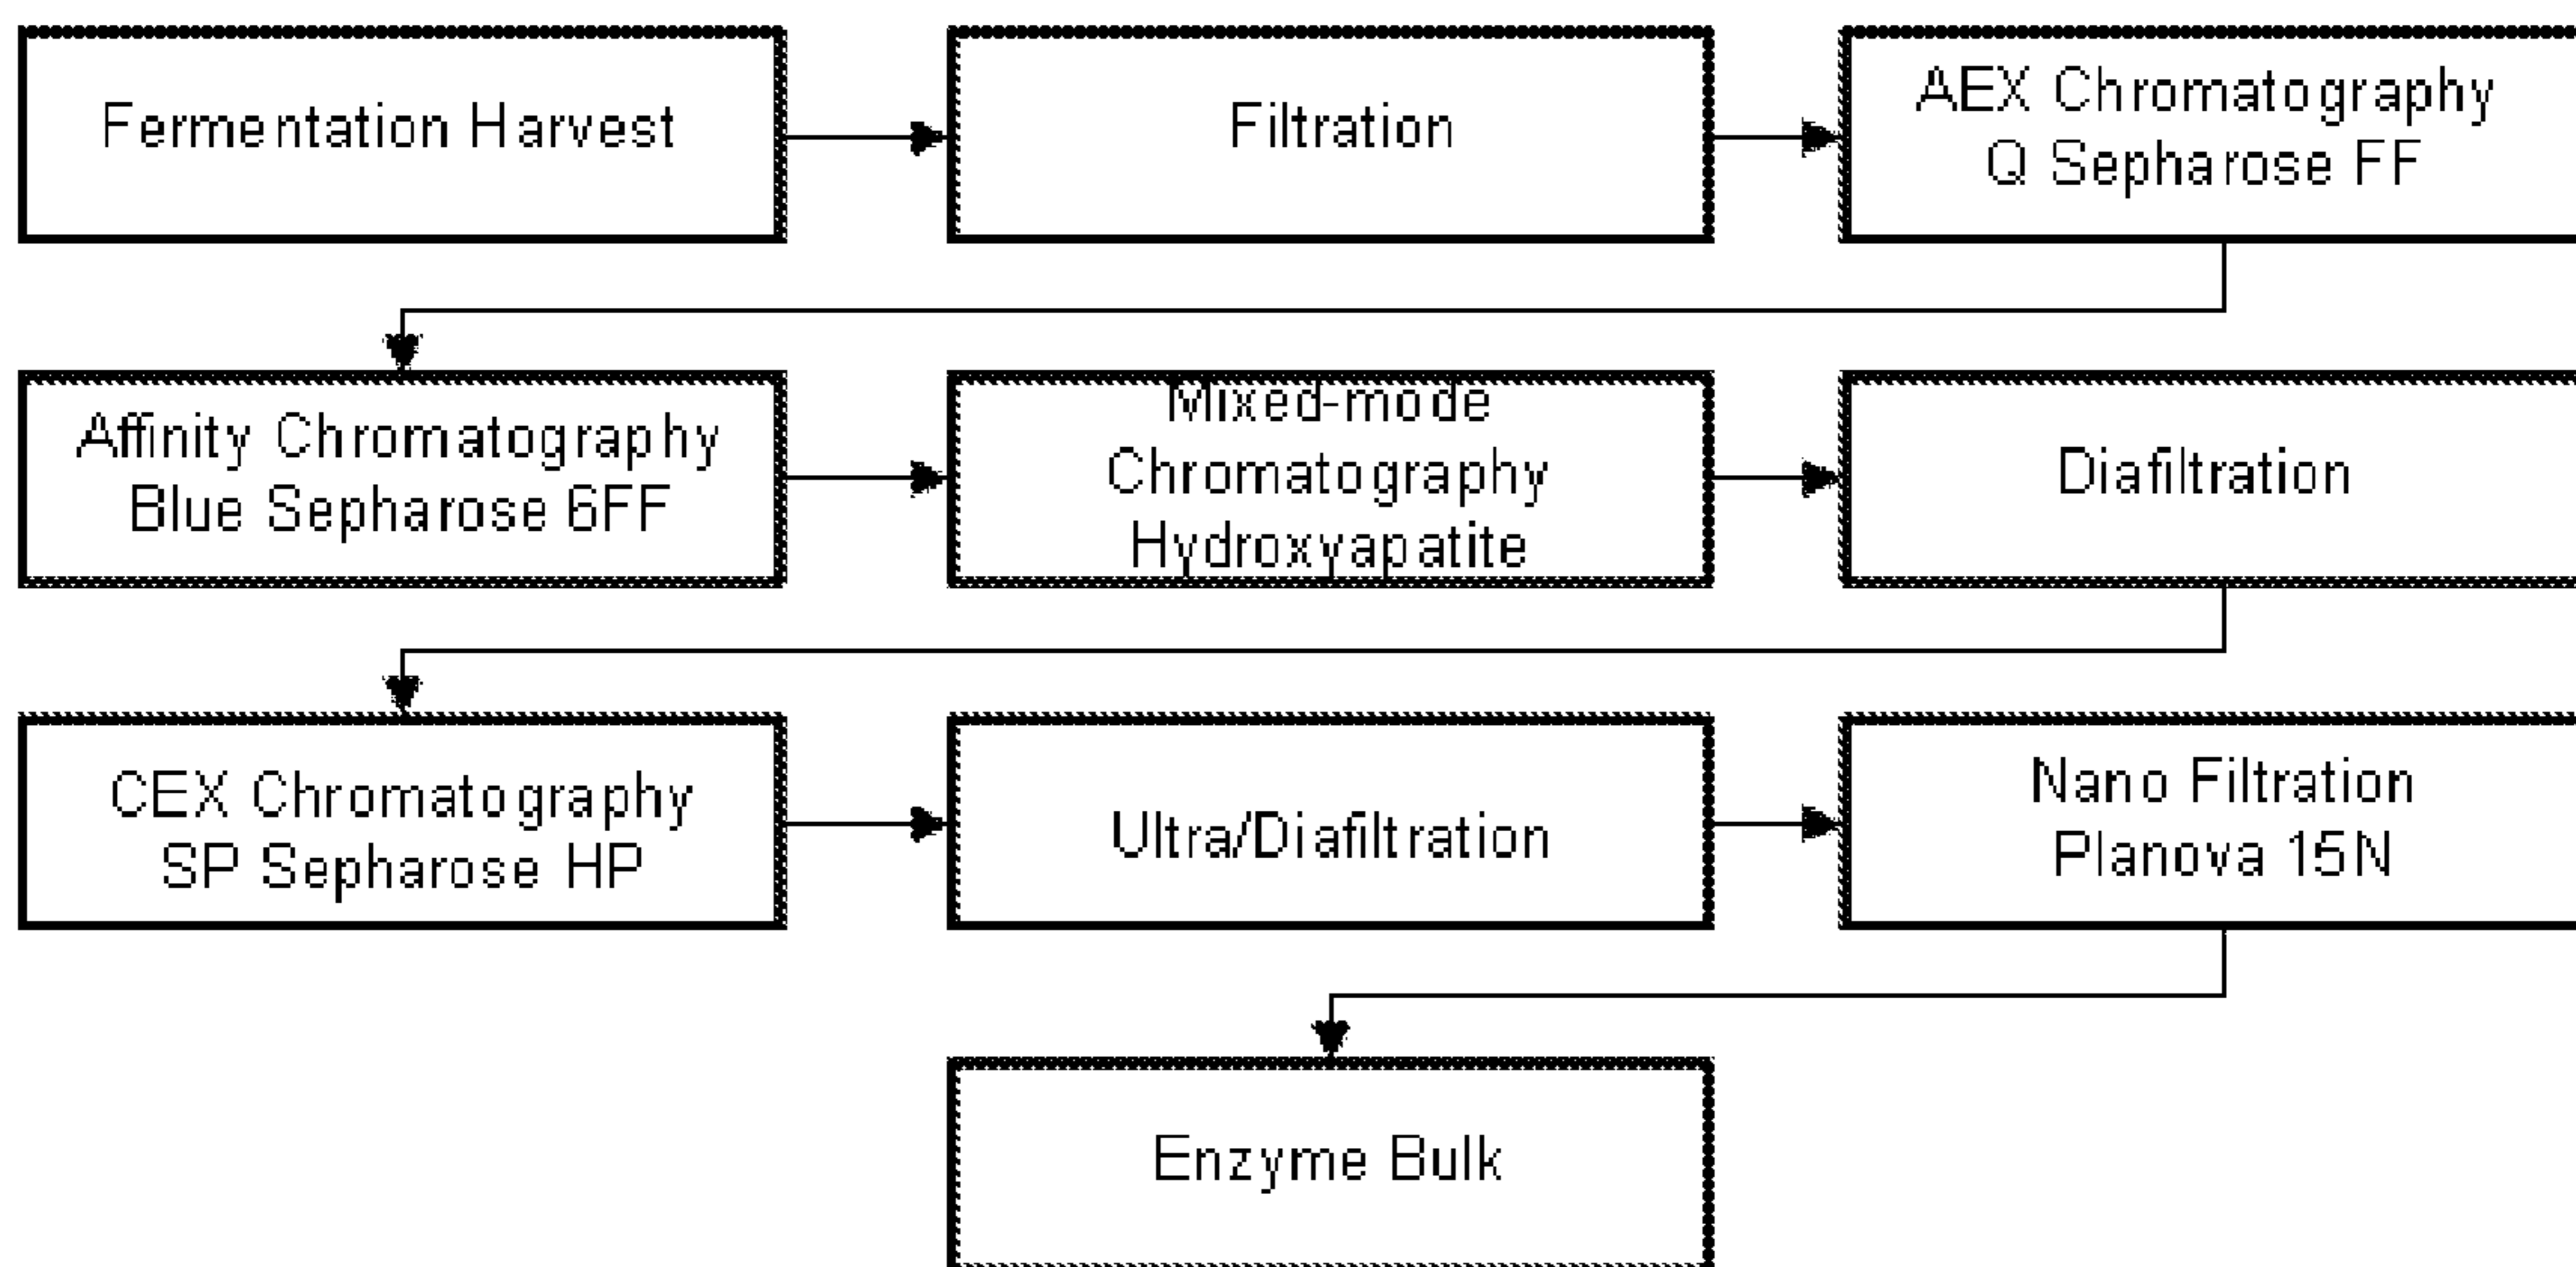 Fermentation Harvest
Filtration
AEX Chromatography
Q Sepharose FF
Affinity Chromatography
Blue Sepharose 6FF
Mixed-mode
Chromatography
Hydroxyapatite
Diafiltration
CEX Chromatography
SP Sepharose HP
Ultra/Diafiltration
Nano Filtration
Planova 15N
Enzyme Bulk